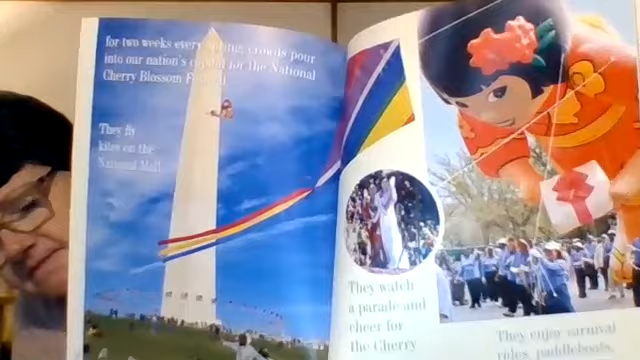 for two weeks every spring, crowds pour
into our nation's capital for the National
Cherry Blossom Festival
They fly
kites on the
National Mall
They watch
a parade and
cheer for
the Cherry
They enjoy carnival
rides, paddleboats,